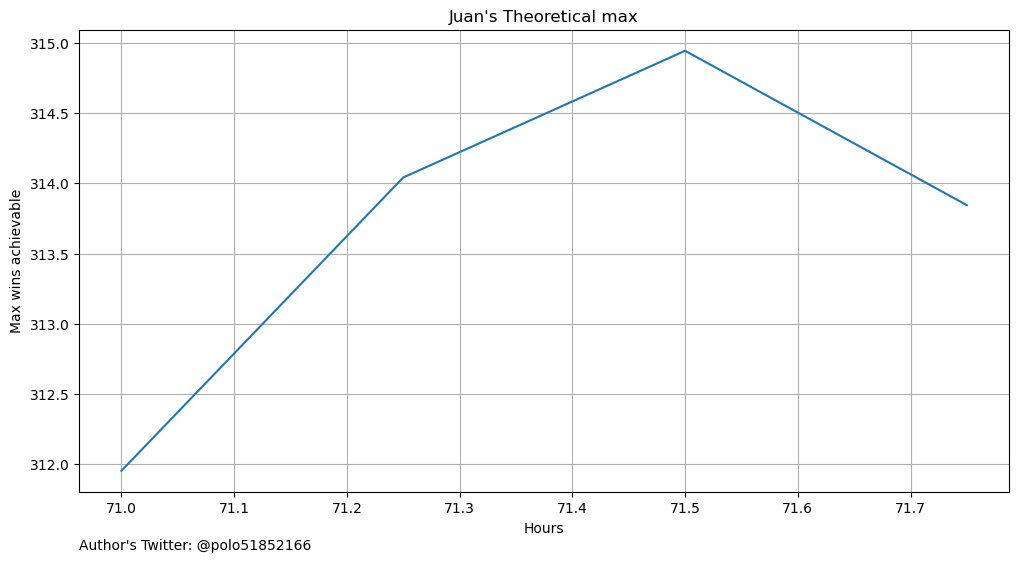 Juan's Theoretical max
315.0
314.5
314.0
313.5
313.0
312.5
312.0
Max wins achievable
71.0 71.1 71.2 71.3 71.4 71.5 71.6 71.7
Hours
Author's Twitter: @polo51852166